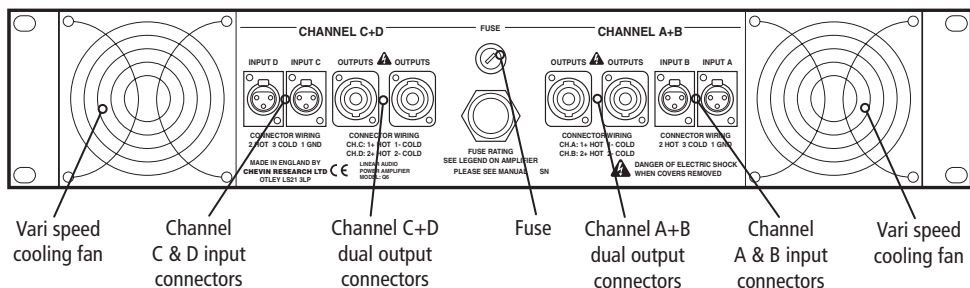 CHANNEL C+D
FUSE
CHANNEL A+B
INPUT D
INPUT C
OUTPUTS
OUTPUTS
OUTPUTS
OUTPUTS
INPUT B
INPUT A
CONNECTOR WIRING
2 HOT 3 COLD 1 GND
CONNECTOR WIRING
CH.C: 1+ HOT 1- COLD
CH.D: 2+ HOT 2- COLD
FUSE RATING
SEE LEGEND ON AMPLIFIER
PLEASE SEE MANUAL
SN
CONNECTOR WIRING
CH.A: 1+ HOT 1- COLD
CH.B: 2+ HOT 2- COLD
CONNECTOR WIRING
2 HOT 3 COLD 1 GND
MADE IN ENGLAND BY
CHEVIN RESEARCH LTD
OTLEY LS21 3LP
CE
LINEAR AUDIO
POWER AMPLIFIER
MODEL: Q6
DANGER OF ELECTRIC SHOCK
WHEN COVERS REMOVED
Vari speed
cooling fan
Channel
C & D input
connectors
Channel C+D
dual output
connectors
Fuse
Channel A+B
dual output
connectors
Channel
A & B input
connectors
Vari speed
cooling fan